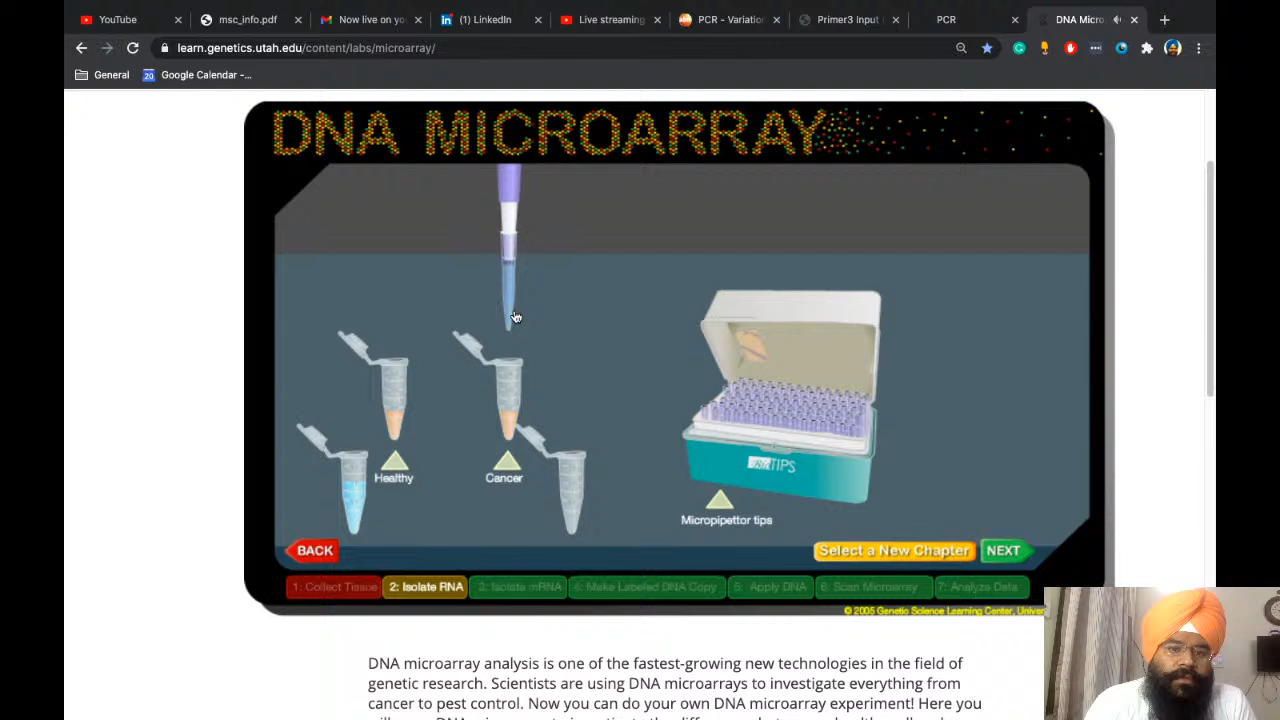 YouTube
msc_info.pdf
Now live on yo
(1) LinkedIn
Live streaming
PCR - Variatio
Primer3 Input (
PCR
DNA Micro
learn.genetics.utah.edu/content/labs/microarray/
General
20
Google Calendar -...
DNA MICROARRAY
Healthy
Cancer
TIPS
Micropipettor tips
BACK
Select a New Chapter
NEXT
1: Collect Tissue
2: Isolate RNA
3: Isolate mRNA
4: Make Labeled DNA Copy
5: Apply DNA
6: Scan Microarray
7: Analyze Data
© 2005 Genetic Science Learning Center, Univer
DNA microarray analysis is one of the fastest-growing new technologies in the field of
genetic research. Scientists are using DNA microarrays to investigate everything from
cancer to pest control. Now you can do your own DNA microarray experiment! Here you